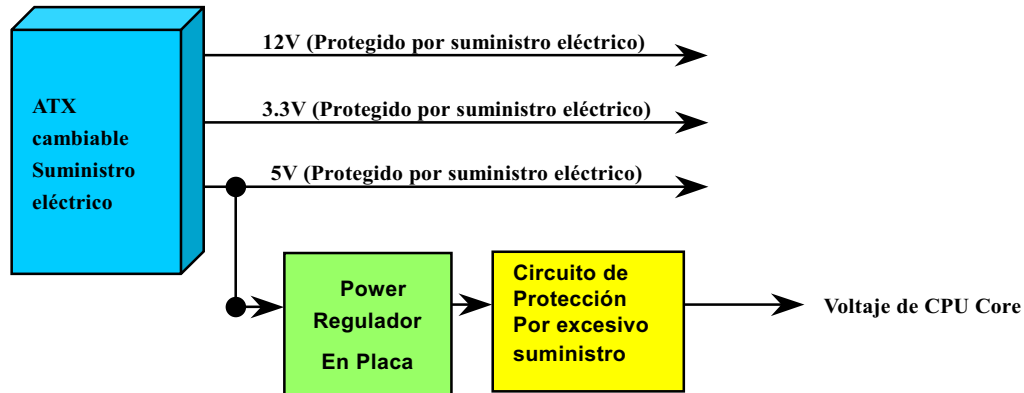 12V (Protegido por suministro eléctrico)
ATX
cambiable
Suministro
eléctrico
3.3V (Protegido por suministro eléctrico)
5V (Protegido por suministro eléctrico)
Power
Regulador
En Placa
Circuito de
Protección
Por excesivo
suministro
Voltaje de CPU Core